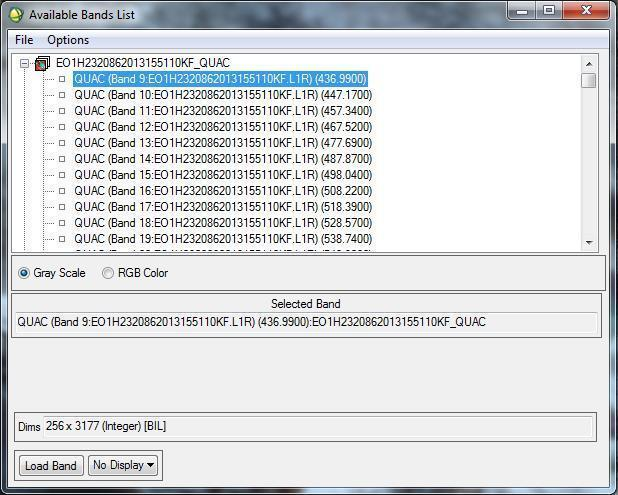 Available Bands List
File Options
EO1H2320862013155110KF_QUAC
QUAC (Band 9:EO1H2320862013155110KF.L1R) (436.9900)
QUAC (Band 10:EO1H2320862013155110KF.L1R) (447.1700)
QUAC (Band 11:EO1H2320862013155110KF.L1R) (457.3400)
QUAC (Band 12:EO1H2320862013155110KF.L1R) (467.5200)
QUAC (Band 13:EO1H2320862013155110KF.L1R) (477.6900)
QUAC (Band 14:EO1H2320862013155110KF.L1R) (487.8700)
QUAC (Band 15:EO1H2320862013155110KF.L1R) (498.0400)
QUAC (Band 16:EO1H2320862013155110KF.L1R) (508.2200)
QUAC (Band 17:EO1H2320862013155110KF.L1R) (518.3900)
QUAC (Band 18:EO1H2320862013155110KF.L1R) (528.5700)
QUAC (Band 19:EO1H2320862013155110KF.L1R) (538.7400)
Gray Scale RGB Color
Selected Band
QUAC (Band 9:EO1H2320862013155110KF.L1R) (436.9900):EO1H2320862013155110KF_QUAC
Dims 256 x 3177 (Integer) [BIL]
Load Band No Display